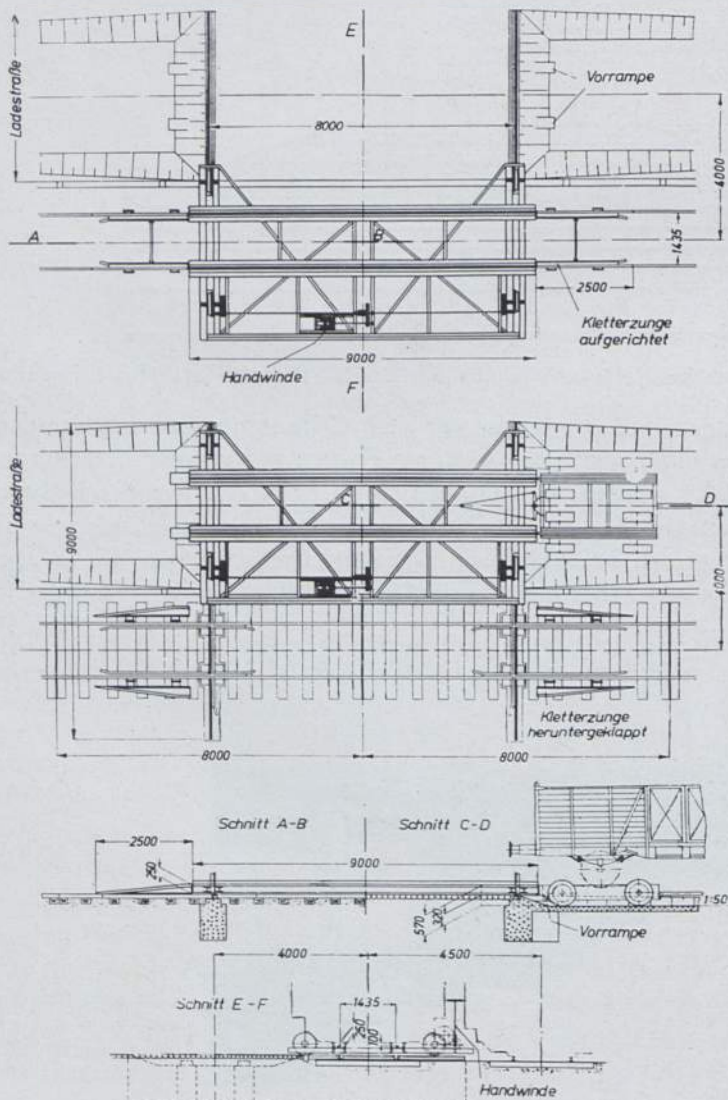 E
Ladestraße
Vorrampe
8000
4000
A
B
1435
2500
Kletterzunge
aufgerichtet
9000
Handwinde
F
Ladestraße
9000
C
D
4000
Kletterzunge
heruntergeklappt
8000
8000
Schnitt A-B
Schnitt C-D
2500
9000
250
1:50
570
320
Vorrampe
4000
4500
Schnitt E-F
1435
250
100
Handwinde